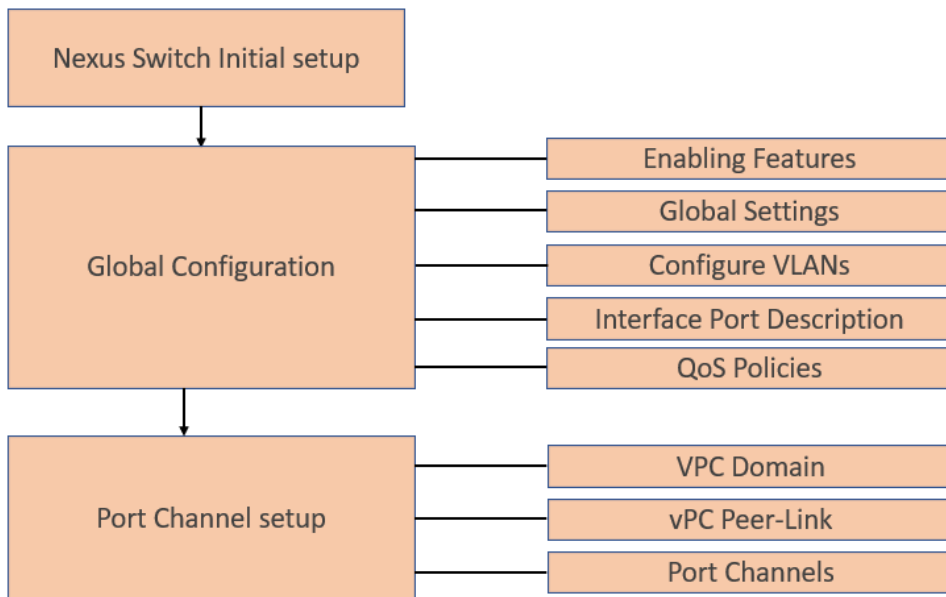 Nexus Switch Initial setup
Global Configuration
Enabling Features
Global Settings
Configure VLANs
Interface Port Description
QoS Policies
Port Channel setup
VPC Domain
vPC Peer-Link
Port Channels